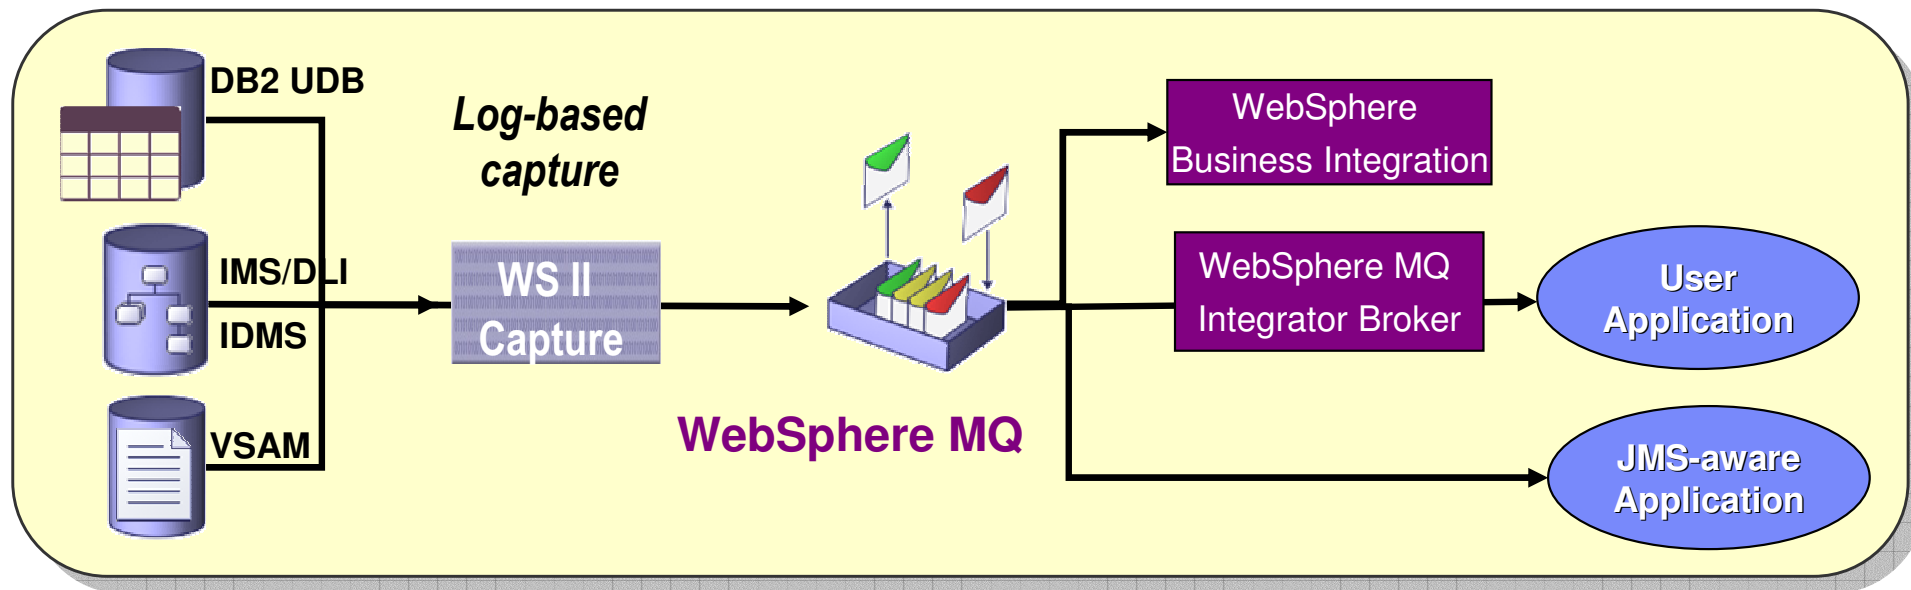 DB2 UDB
IMS/DLI
IDMS
VSAM
Log-based
capture
WS II
Capture
WebSphere MQ
WebSphere
Business Integration
WebSphere MQ
Integrator Broker
User
Application
JMS-aware
Application